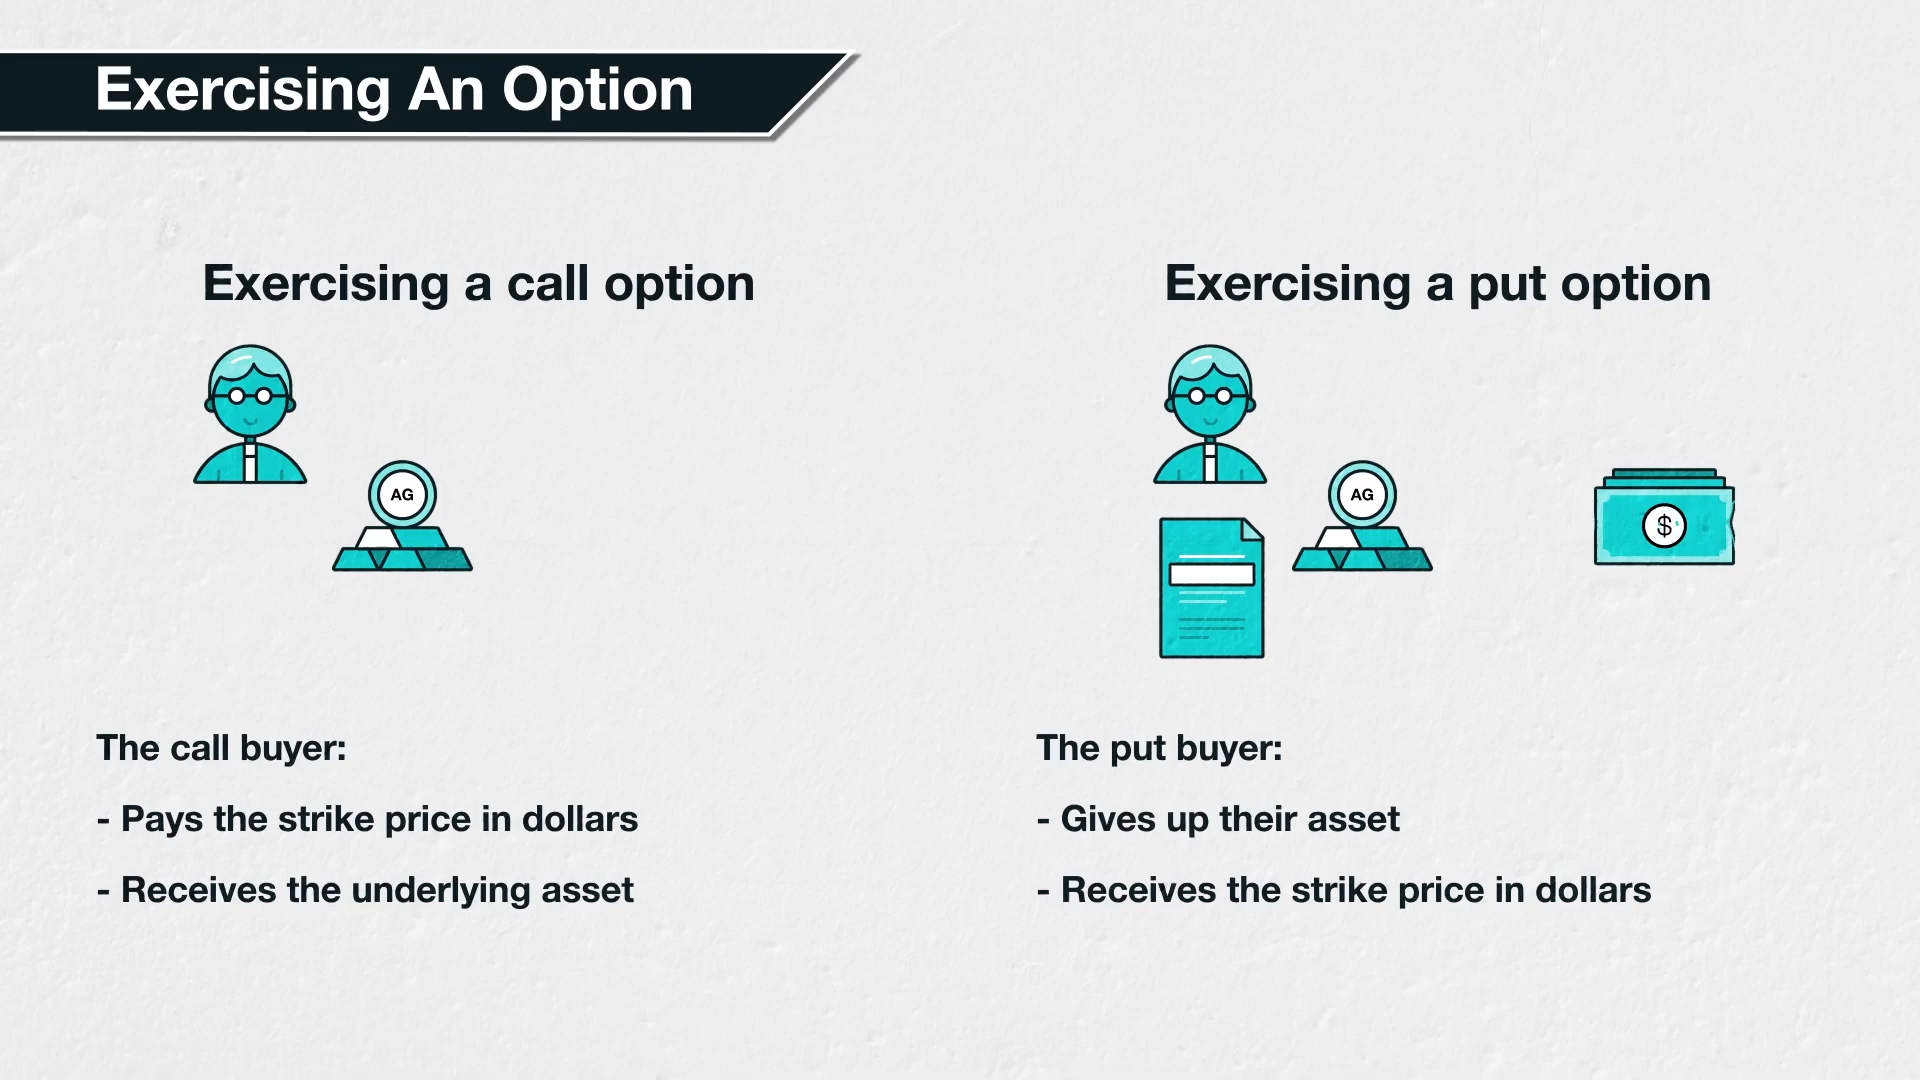 Exercising An Option
Exercising a call option
AG
The call buyer:
- Pays the strike price in dollars
- Receives the underlying asset
Exercising a put option
AG
$
The put buyer:
- Gives up their asset
- Receives the strike price in dollars